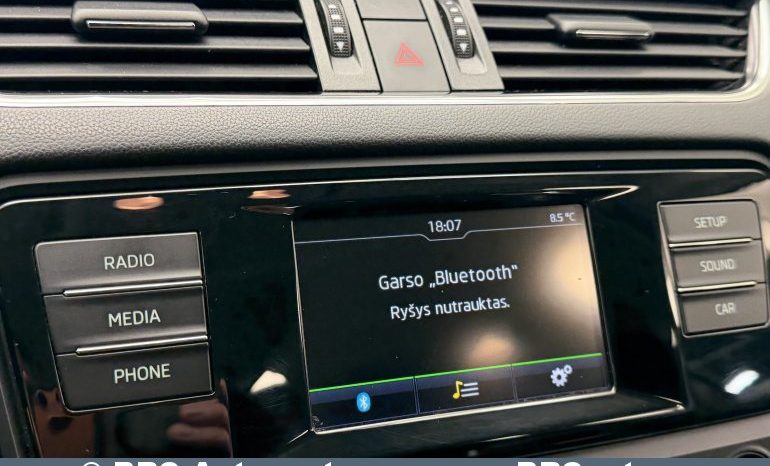 18:07
8.5 °C
RADIO
MEDIA
PHONE
Garso „Bluetooth“
Ryšys nutrauktas.
SETUP
SOUND
CAR